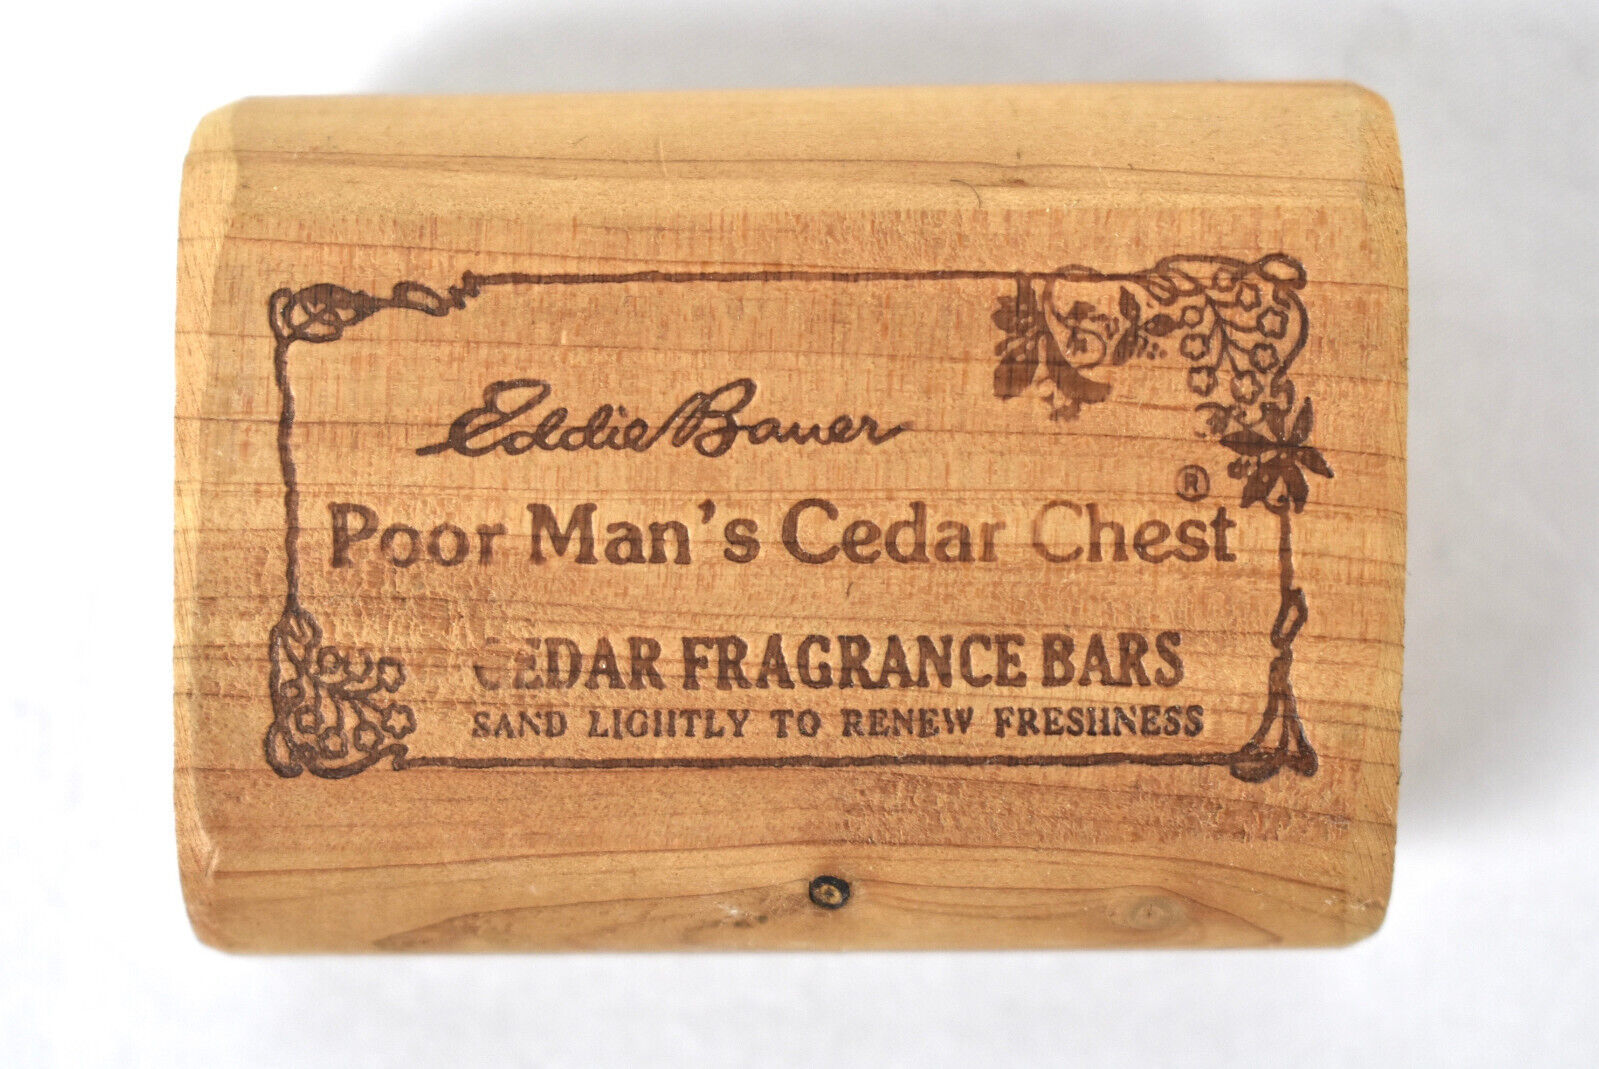 Eddie Bauer
Poor Man's Cedar Chest ®
CEDAR FRAGRANCE BARS
SAND LIGHTLY TO RENEW FRESHNESS